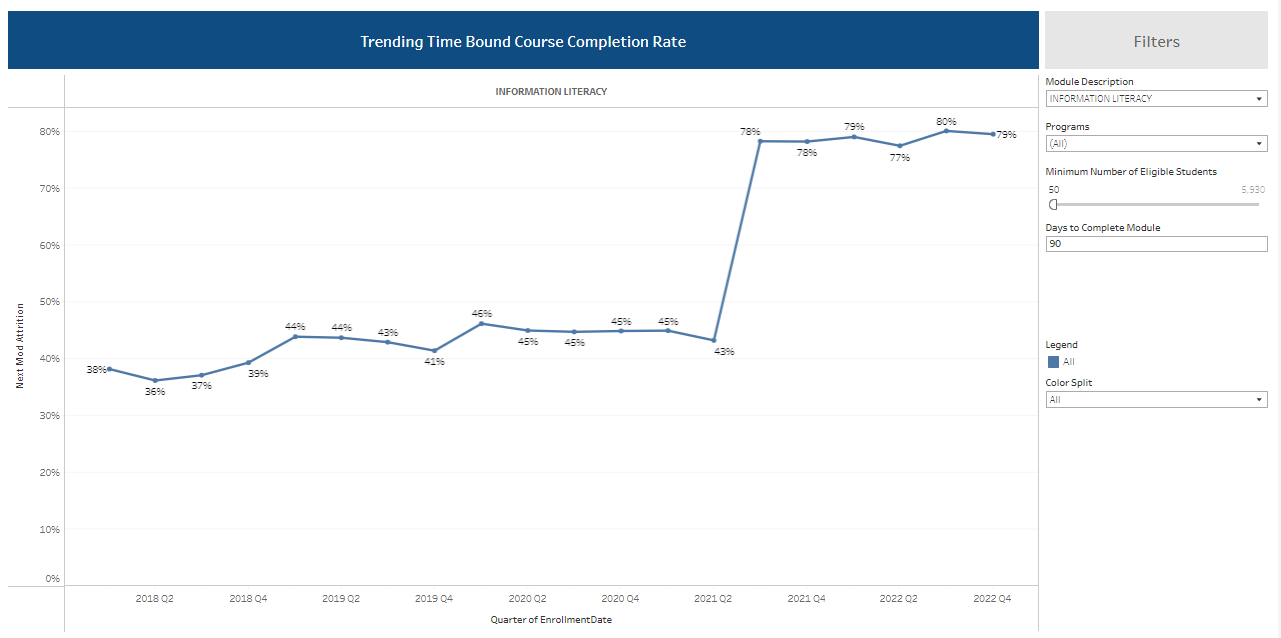 Trending Time Bound Course Completion Rate
Filters
INFORMATION LITERACY
Module Description
INFORMATION LITERACY
Programs
(All)
Minimum Number of Eligible Students
50 5,930
Days to Complete Module
90
Legend
All
Color Split
All
Next Mod Attrition
80%
70%
60%
50%
40%
30%
20%
10%
0%
38%
36%
37%
39%
44%
44%
43%
41%
46%
45%
45%
45%
45%
43%
78%
78%
79%
77%
80%
79%
2018 Q2 2018 Q4 2019 Q2 2019 Q4 2020 Q2 2020 Q4 2021 Q2 2021 Q4 2022 Q2 2022 Q4
Quarter of EnrollmentDate